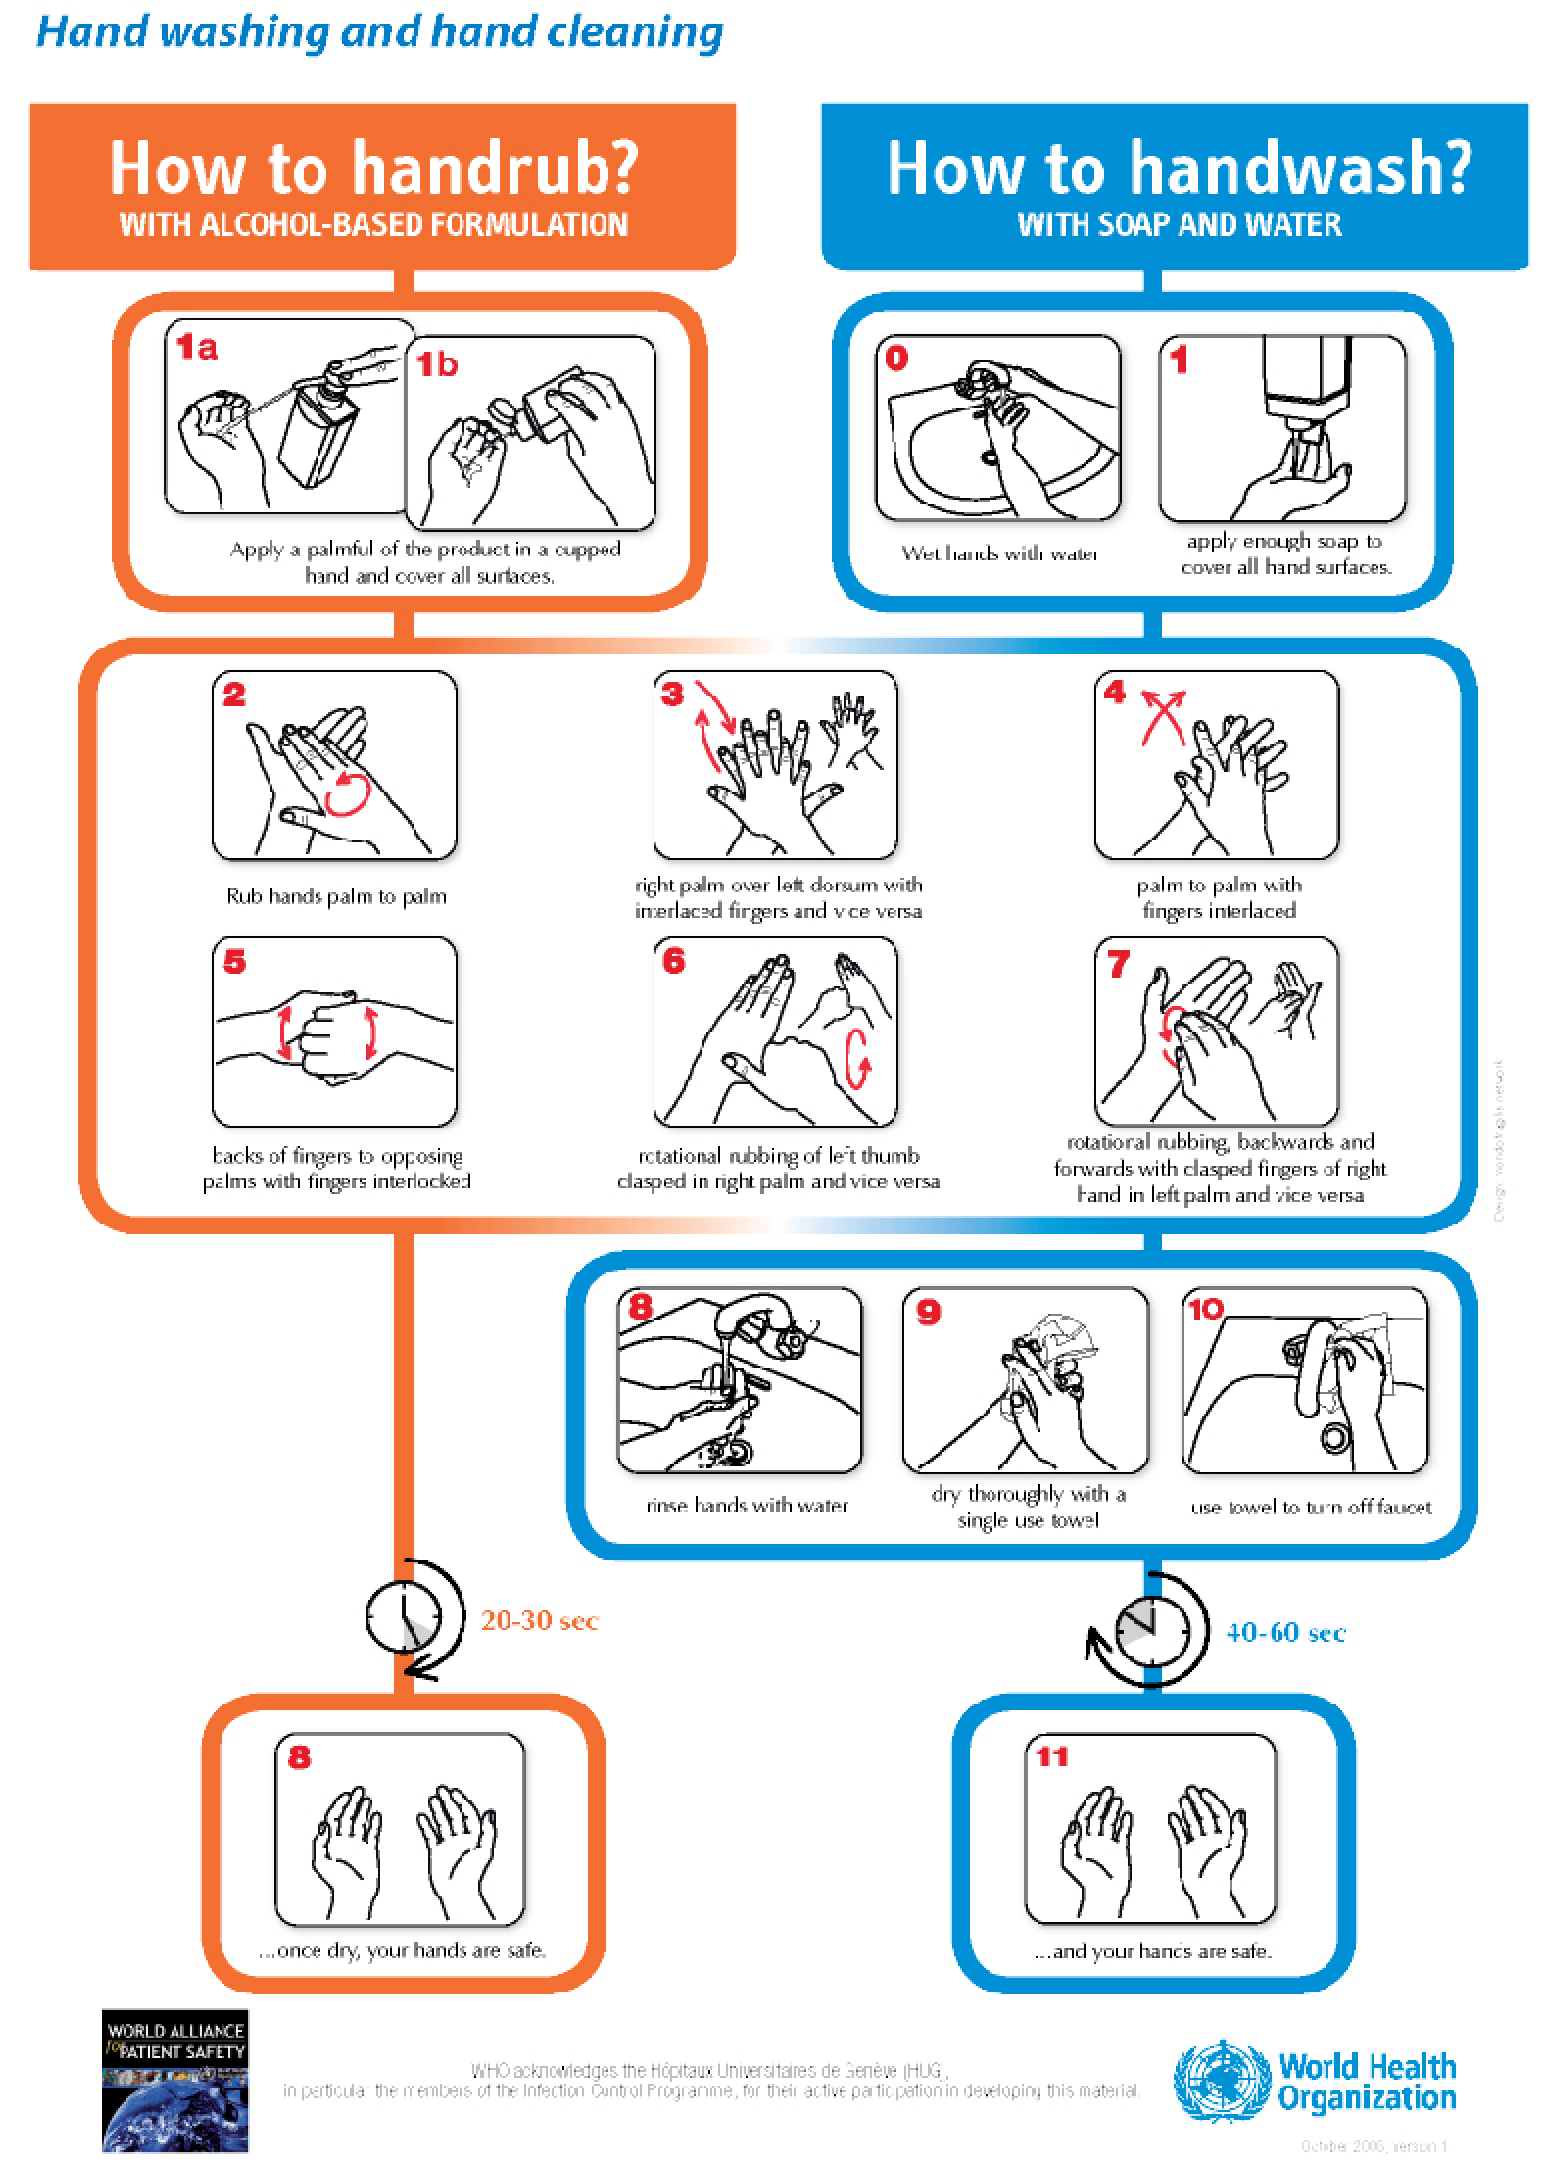 Hand washing and hand cleaning
How to handrub?
WITH ALCOHOL-BASED FORMULATION
How to handwash?
WITH SOAP AND WATER
1a
1b
Apply a palmful of the product in a cupped
hand and cover all surfaces.
0
Wet hands with water
1
apply enough soap to
cover all hand surfaces.
2
Rub hands palm to palm
3
right palm over left dorsum with
interlaced fingers and vice versa
4
palm to palm with
fingers interlaced
5
backs of fingers to opposing
palms with fingers interlocked
6
rotational rubbing of left thumb
clasped in right palm and vice versa
7
rotational rubbing, backwards and
forwards with clasped fingers of right
hand in left palm and vice versa
8
rinse hands with water
9
dry thoroughly with a
single use towel
10
use towel to turn off faucet
20-30 sec
40-60 sec
8
...once dry, your hands are safe.
11
...and your hands are safe.
WORLD ALLIANCE
for PATIENT SAFETY
WHO acknowledges the Hôpitaux Universitaires de Genève (HUG),
in particular the members of the Infection Control Programme, for their active participation in developing this material.
World Health
Organization
October 2006, version 1
Design: mondofragilis network